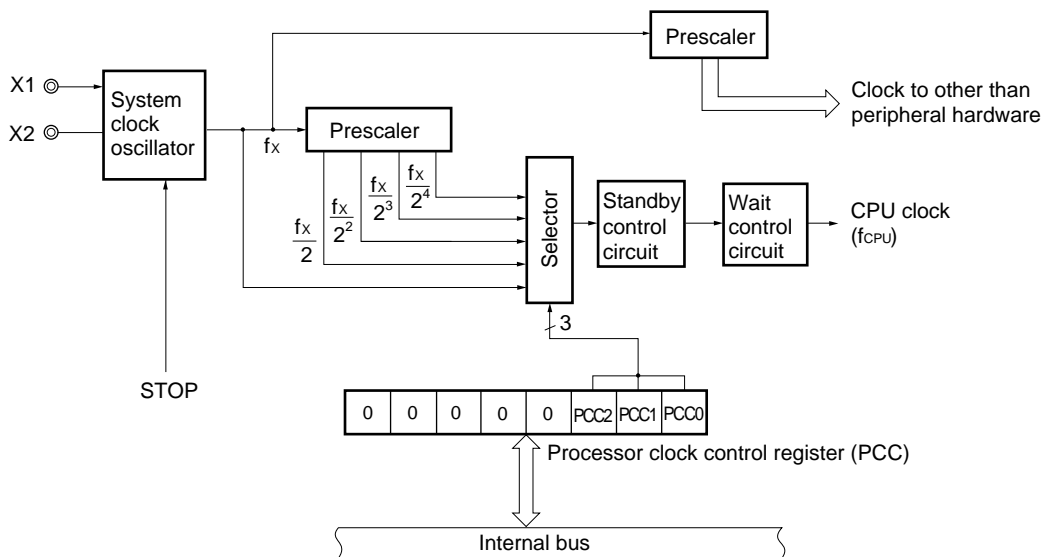 Prescaler
X1
X2
System
clock
oscillator
Clock to other than
peripheral hardware
fX
Prescaler
fX
2
fX
2²
fX
2³
fX
2⁴
Selector
Standby
control
circuit
Wait
control
circuit
CPU clock
(fCPU)
3
STOP
0 0 0 0 0 PCC2 PCC1 PCC0
Processor clock control register (PCC)
Internal bus